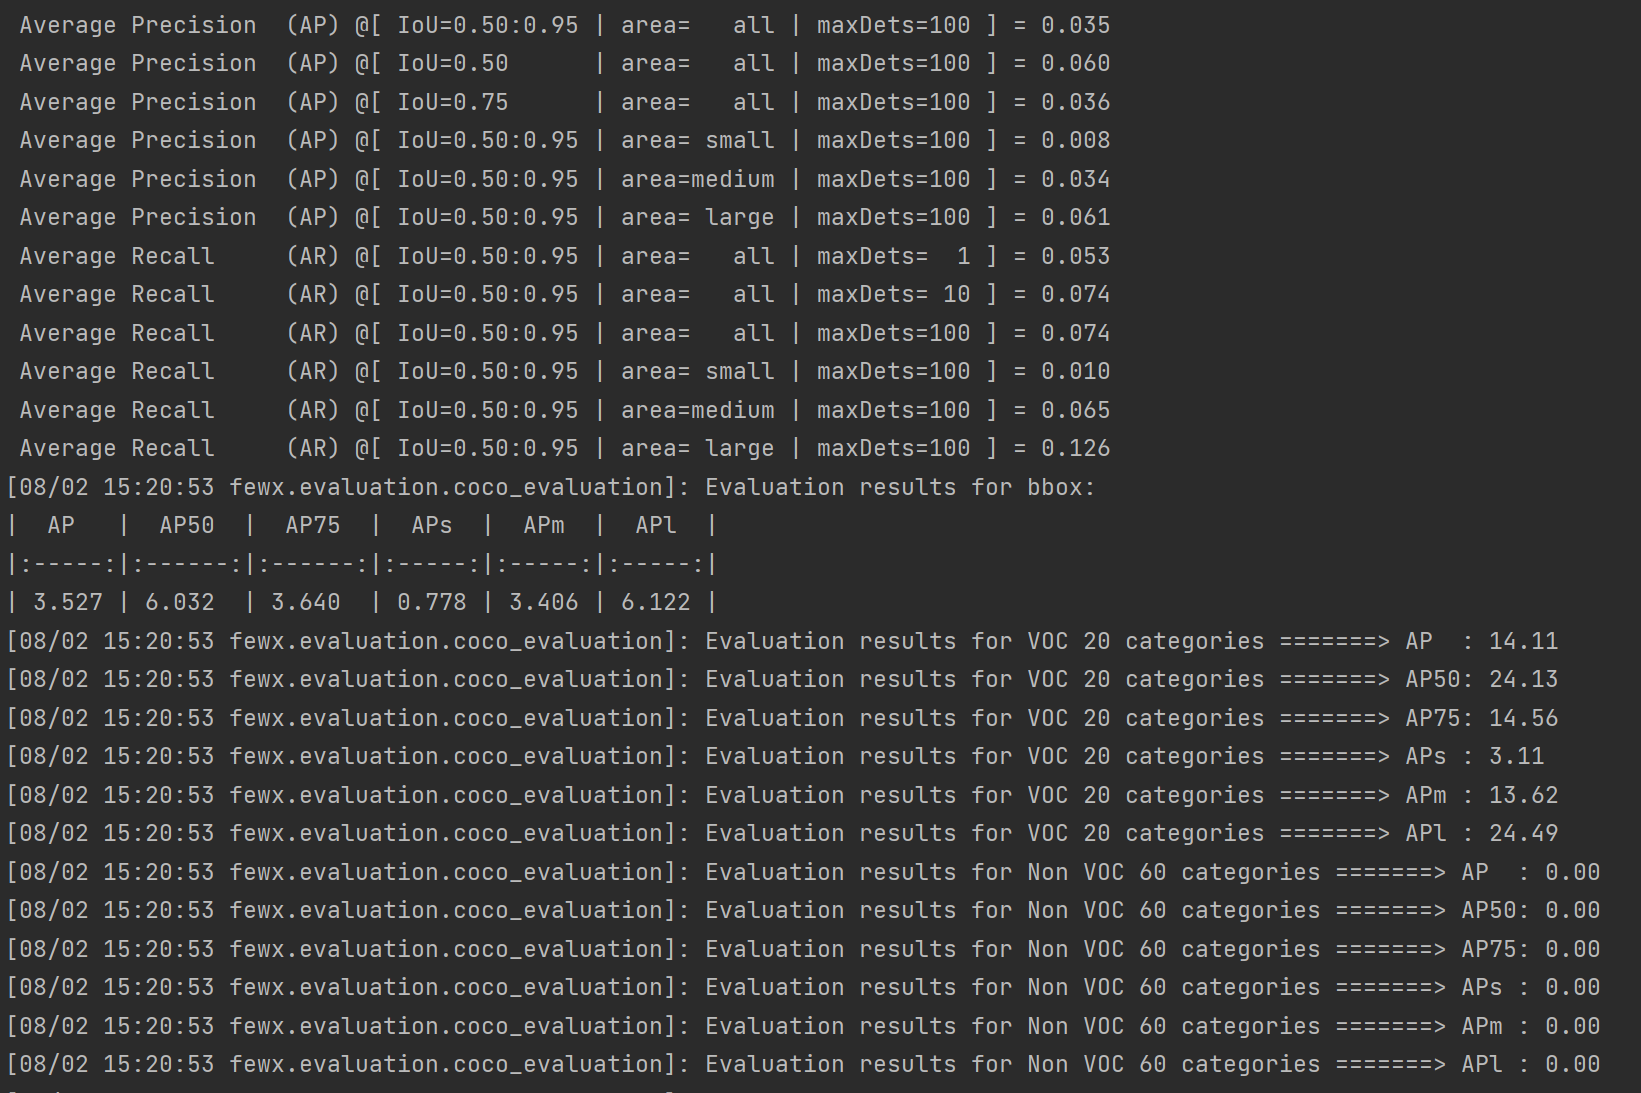 Average Precision  (AP) @[ IoU=0.50:0.95 | area=   all | maxDets=100 ] = 0.035
Average Precision  (AP) @[ IoU=0.50      | area=   all | maxDets=100 ] = 0.060
Average Precision  (AP) @[ IoU=0.75      | area=   all | maxDets=100 ] = 0.036
Average Precision  (AP) @[ IoU=0.50:0.95 | area= small | maxDets=100 ] = 0.008
Average Precision  (AP) @[ IoU=0.50:0.95 | area=medium | maxDets=100 ] = 0.034
Average Precision  (AP) @[ IoU=0.50:0.95 | area= large | maxDets=100 ] = 0.061
Average Recall     (AR) @[ IoU=0.50:0.95 | area=   all | maxDets=  1 ] = 0.053
Average Recall     (AR) @[ IoU=0.50:0.95 | area=   all | maxDets= 10 ] = 0.074
Average Recall     (AR) @[ IoU=0.50:0.95 | area=   all | maxDets=100 ] = 0.074
Average Recall     (AR) @[ IoU=0.50:0.95 | area= small | maxDets=100 ] = 0.010
Average Recall     (AR) @[ IoU=0.50:0.95 | area=medium | maxDets=100 ] = 0.065
Average Recall     (AR) @[ IoU=0.50:0.95 | area= large | maxDets=100 ] = 0.126
[08/02 15:20:53 fewx.evaluation.coco_evaluation]: Evaluation results for bbox:
|  AP   |  AP50  |  AP75  |  APs  |  APm  |  APl  |
|:-----:|:------:|:------:|:-----:|:-----:|:-----:|
| 3.527 | 6.032  | 3.640  | 0.778 | 3.406 | 6.122 |
[08/02 15:20:53 fewx.evaluation.coco_evaluation]: Evaluation results for VOC 20 categories =======> AP  : 14.11
[08/02 15:20:53 fewx.evaluation.coco_evaluation]: Evaluation results for VOC 20 categories =======> AP50: 24.13
[08/02 15:20:53 fewx.evaluation.coco_evaluation]: Evaluation results for VOC 20 categories =======> AP75: 14.56
[08/02 15:20:53 fewx.evaluation.coco_evaluation]: Evaluation results for VOC 20 categories =======> APs : 3.11
[08/02 15:20:53 fewx.evaluation.coco_evaluation]: Evaluation results for VOC 20 categories =======> APm : 13.62
[08/02 15:20:53 fewx.evaluation.coco_evaluation]: Evaluation results for VOC 20 categories =======> APl : 24.49
[08/02 15:20:53 fewx.evaluation.coco_evaluation]: Evaluation results for Non VOC 60 categories =======> AP  : 0.00
[08/02 15:20:53 fewx.evaluation.coco_evaluation]: Evaluation results for Non VOC 60 categories =======> AP50: 0.00
[08/02 15:20:53 fewx.evaluation.coco_evaluation]: Evaluation results for Non VOC 60 categories =======> AP75: 0.00
[08/02 15:20:53 fewx.evaluation.coco_evaluation]: Evaluation results for Non VOC 60 categories =======> APs : 0.00
[08/02 15:20:53 fewx.evaluation.coco_evaluation]: Evaluation results for Non VOC 60 categories =======> APm : 0.00
[08/02 15:20:53 fewx.evaluation.coco_evaluation]: Evaluation results for Non VOC 60 categories =======> APl : 0.00